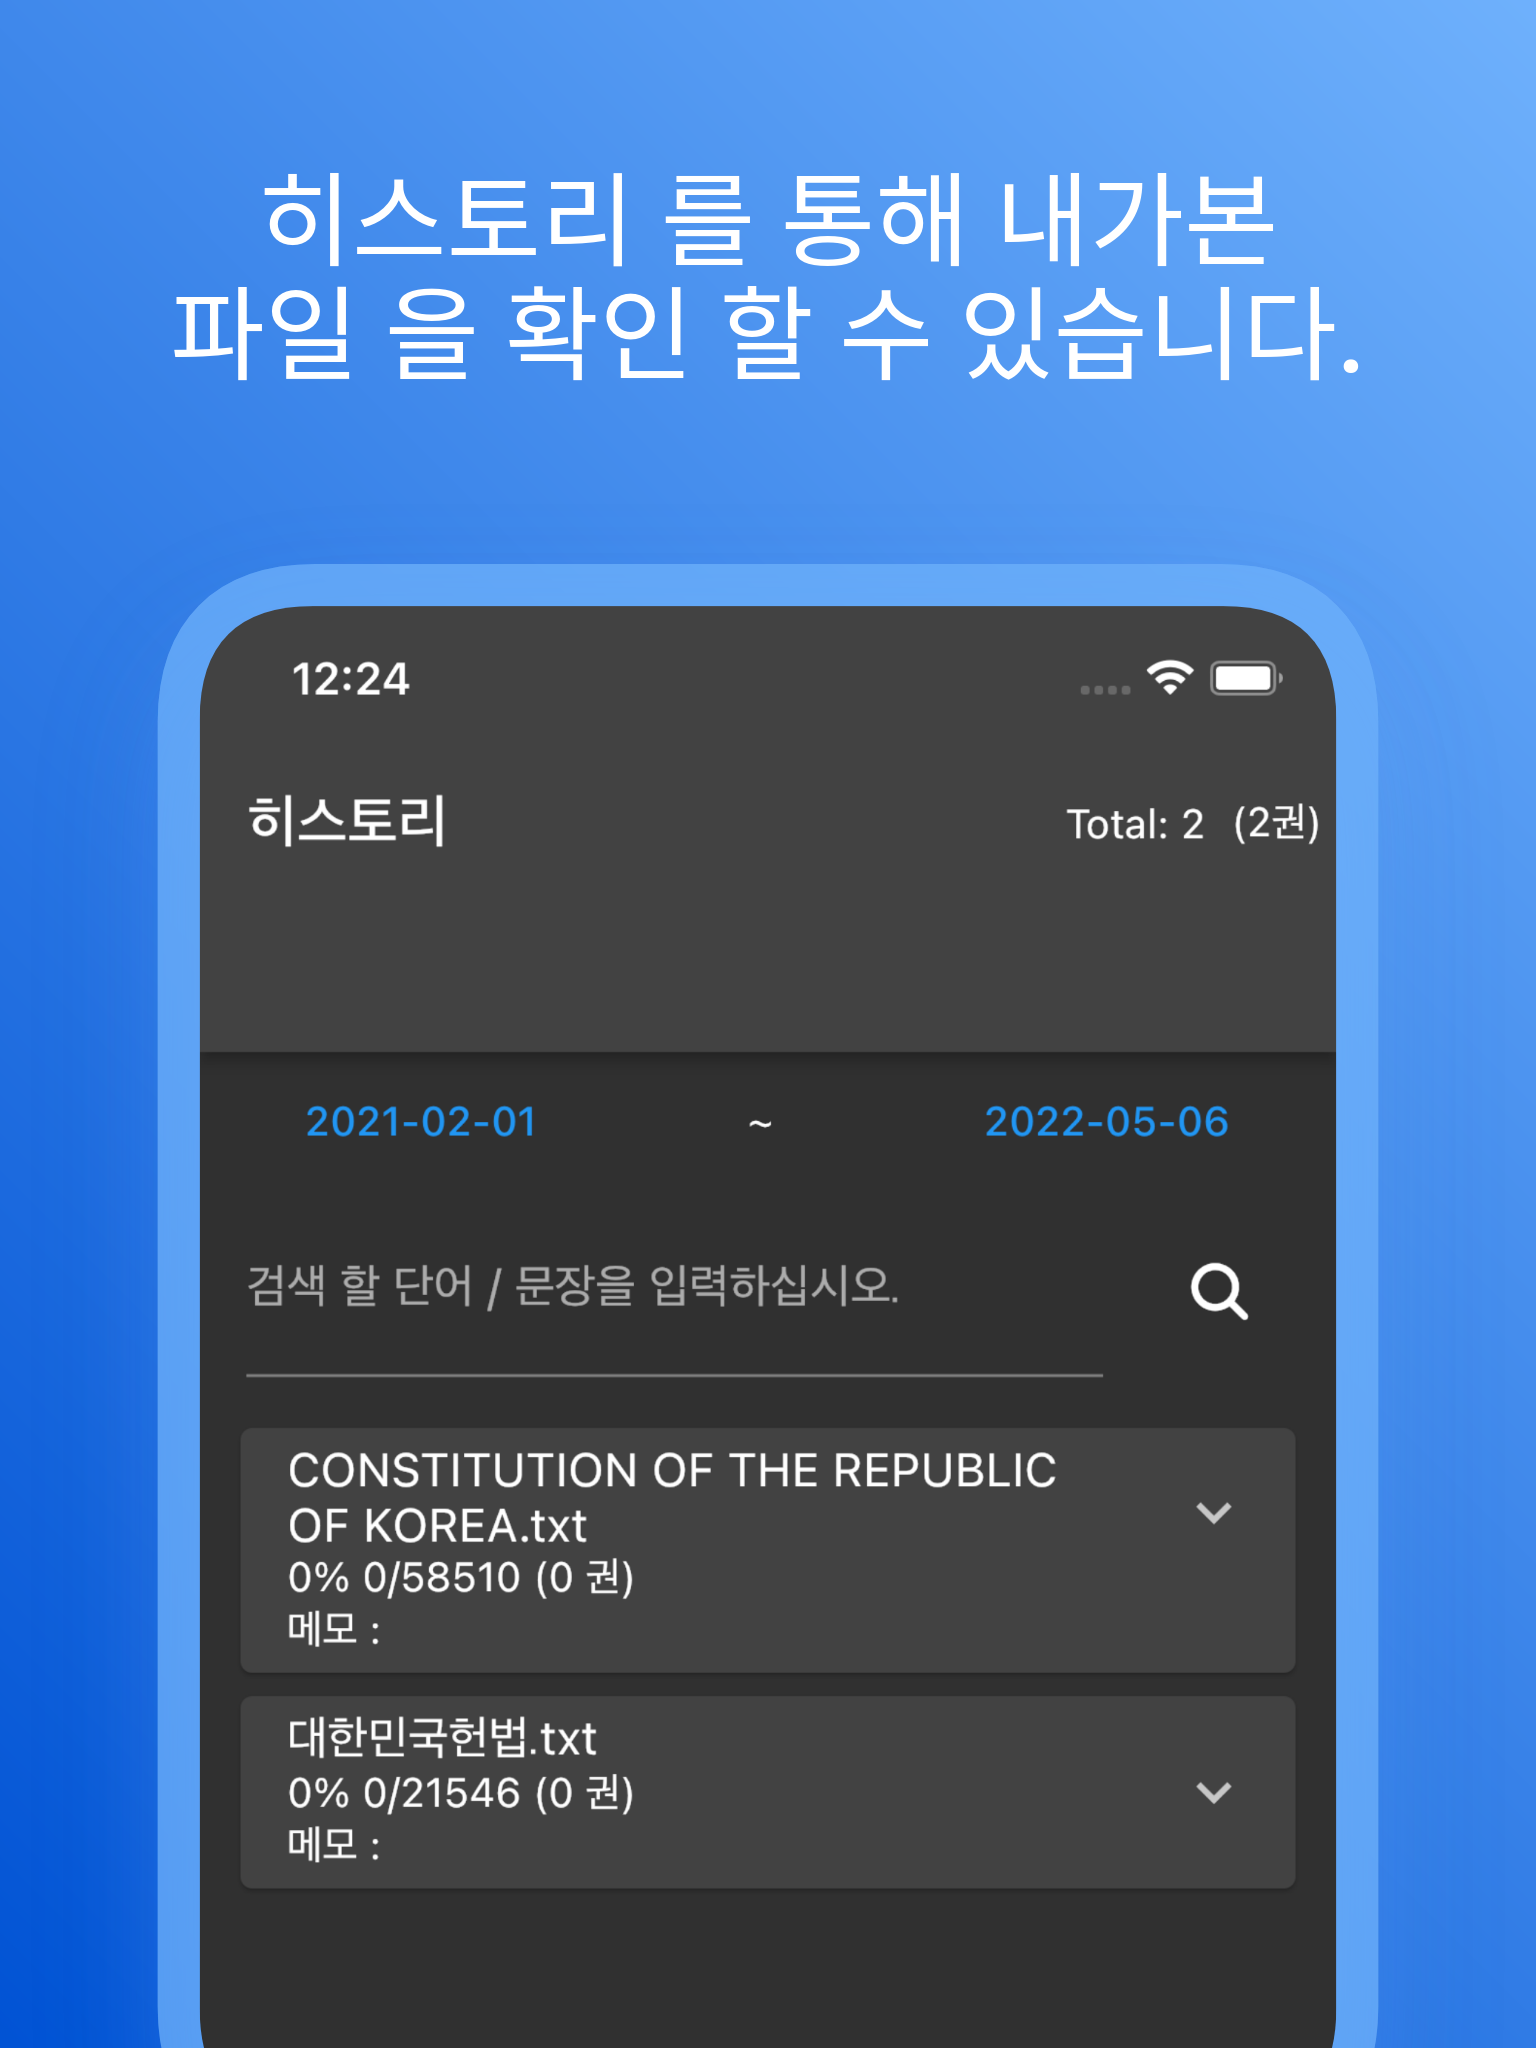 히스토리 를 통해 내가본
파일 을 확인 할 수 있습니다.
12:24
히스토리
Total: 2 (2권)
2021-02-01 ~ 2022-05-06
검색 할 단어 / 문장을 입력하십시오.
CONSTITUTION OF THE REPUBLIC
OF KOREA.txt
0% 0/58510 (0 권)
메모 :
대한민국헌법.txt
0% 0/21546 (0 권)
메모 :